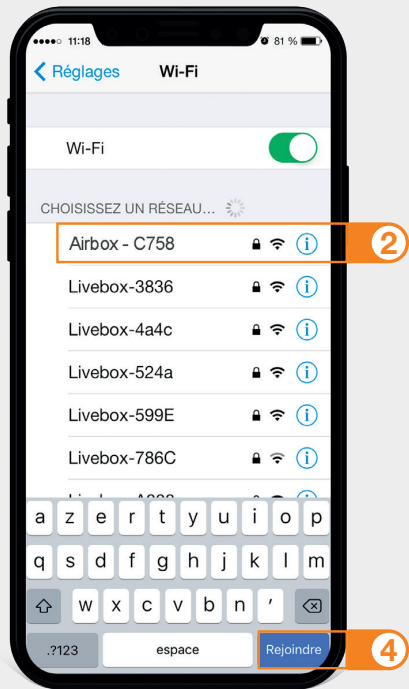 11:18 81 %
Réglages Wi-Fi
Wi-Fi
CHOISISSEZ UN RÉSEAU...
Airbox - C758 2
Livebox-3836
Livebox-4a4c
Livebox-524a
Livebox-599E
Livebox-786C
a z e r t y u i o p
q s d f g h j k l m
w x c v b n '
.?123 espace Rejoindre 4